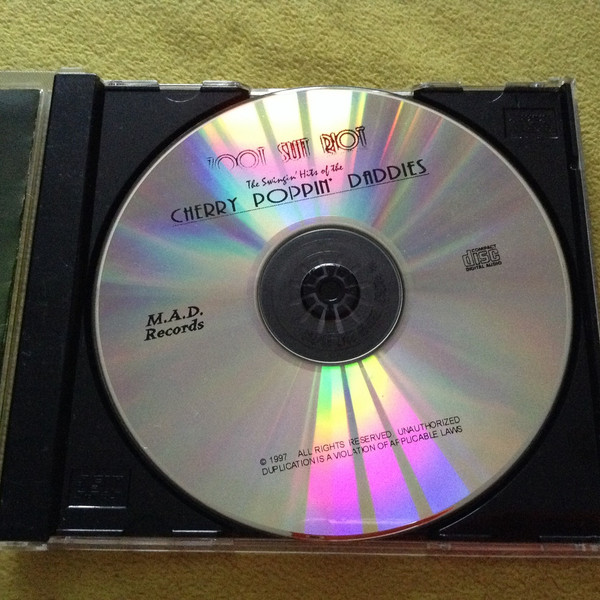 ZOOT SUIT RIOT
The Swingin' Hits of the
CHERRY POPPIN' DADDIES
COMPACT
disc
DIGITAL AUDIO
M.A.D.
Records
© 1997 ALL RIGHTS RESERVED. UNAUTHORIZED
DUPLICATION IS A VIOLATION OF APPLICABLE LAWS